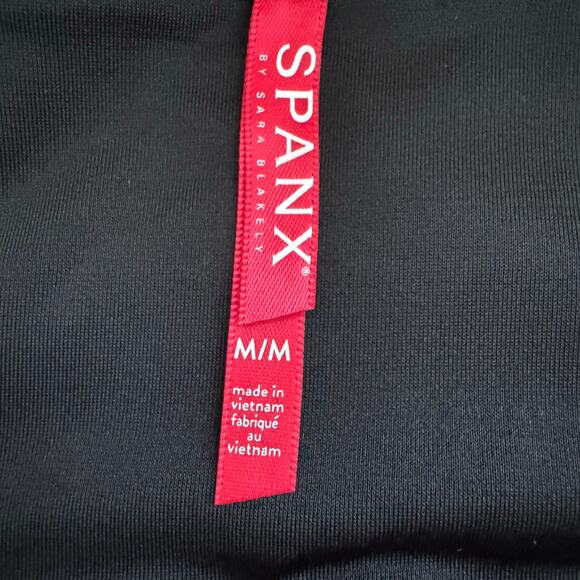 SPANX®
BY SARA BLAKELY
M/M
made in
vietnam
fabriqué
au
vietnam